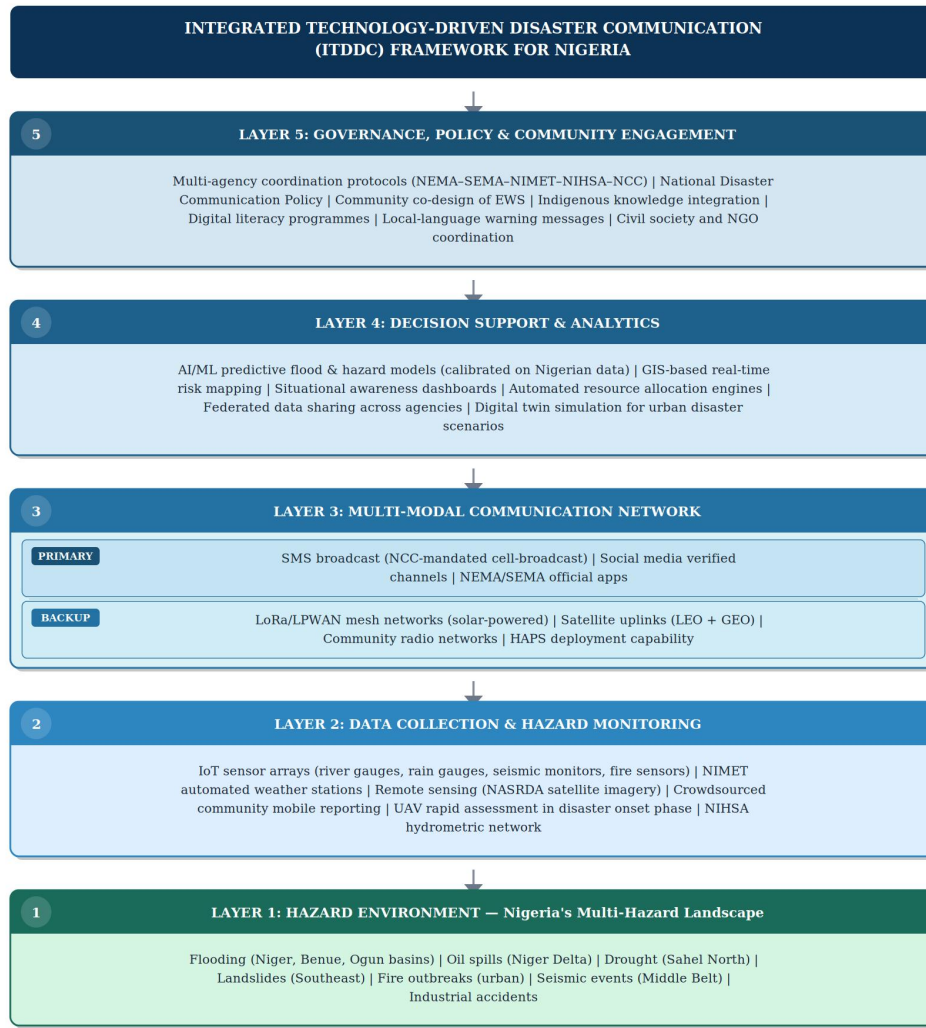 INTEGRATED TECHNOLOGY-DRIVEN DISASTER COMMUNICATION
(ITDDC) FRAMEWORK FOR NIGERIA
5
LAYER 5: GOVERNANCE, POLICY & COMMUNITY ENGAGEMENT
Multi-agency coordination protocols (NEMA–SEMA–NIMET–NIHSA–NCC) | National Disaster
Communication Policy | Community co-design of EWS | Indigenous knowledge integration |
Digital literacy programmes | Local-language warning messages | Civil society and NGO
coordination
4
LAYER 4: DECISION SUPPORT & ANALYTICS
AI/ML predictive flood & hazard models (calibrated on Nigerian data) | GIS-based real-time
risk mapping | Situational awareness dashboards | Automated resource allocation engines |
Federated data sharing across agencies | Digital twin simulation for urban disaster
scenarios
3
LAYER 3: MULTI-MODAL COMMUNICATION NETWORK
PRIMARY
SMS broadcast (NCC-mandated cell-broadcast) | Social media verified
channels | NEMA/SEMA official apps
BACKUP
LoRa/LPWAN mesh networks (solar-powered) | Satellite uplinks (LEO + GEO) |
Community radio networks | HAPS deployment capability
2
LAYER 2: DATA COLLECTION & HAZARD MONITORING
IoT sensor arrays (river gauges, rain gauges, seismic monitors, fire sensors) | NIMET
automated weather stations | Remote sensing (NASRDA satellite imagery) | Crowdsourced
community mobile reporting | UAV rapid assessment in disaster onset phase | NIHSA
hydrometric network
1
LAYER 1: HAZARD ENVIRONMENT — Nigeria's Multi-Hazard Landscape
Flooding (Niger, Benue, Ogun basins) | Oil spills (Niger Delta) | Drought (Sahel North) |
Landslides (Southeast) | Fire outbreaks (urban) | Seismic events (Middle Belt) |
Industrial accidents